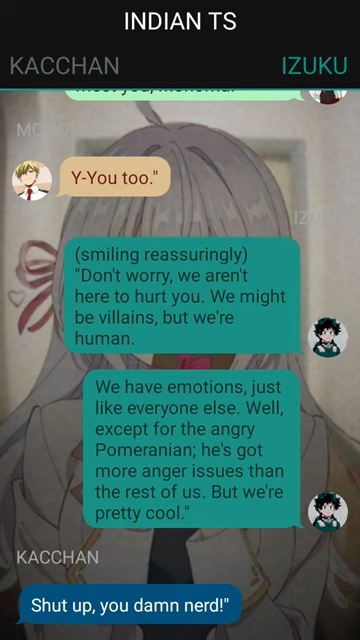 INDIAN TS
KACCHAN
IZUKU
Y-You too."
(smiling reassuringly)
"Don't worry, we aren't
here to hurt you. We might
be villains, but we're
human.
We have emotions, just
like everyone else. Well,
except for the angry
Pomeranian; he's got
more anger issues than
the rest of us. But we're
pretty cool."
KACCHAN
Shut up, you damn nerd!"